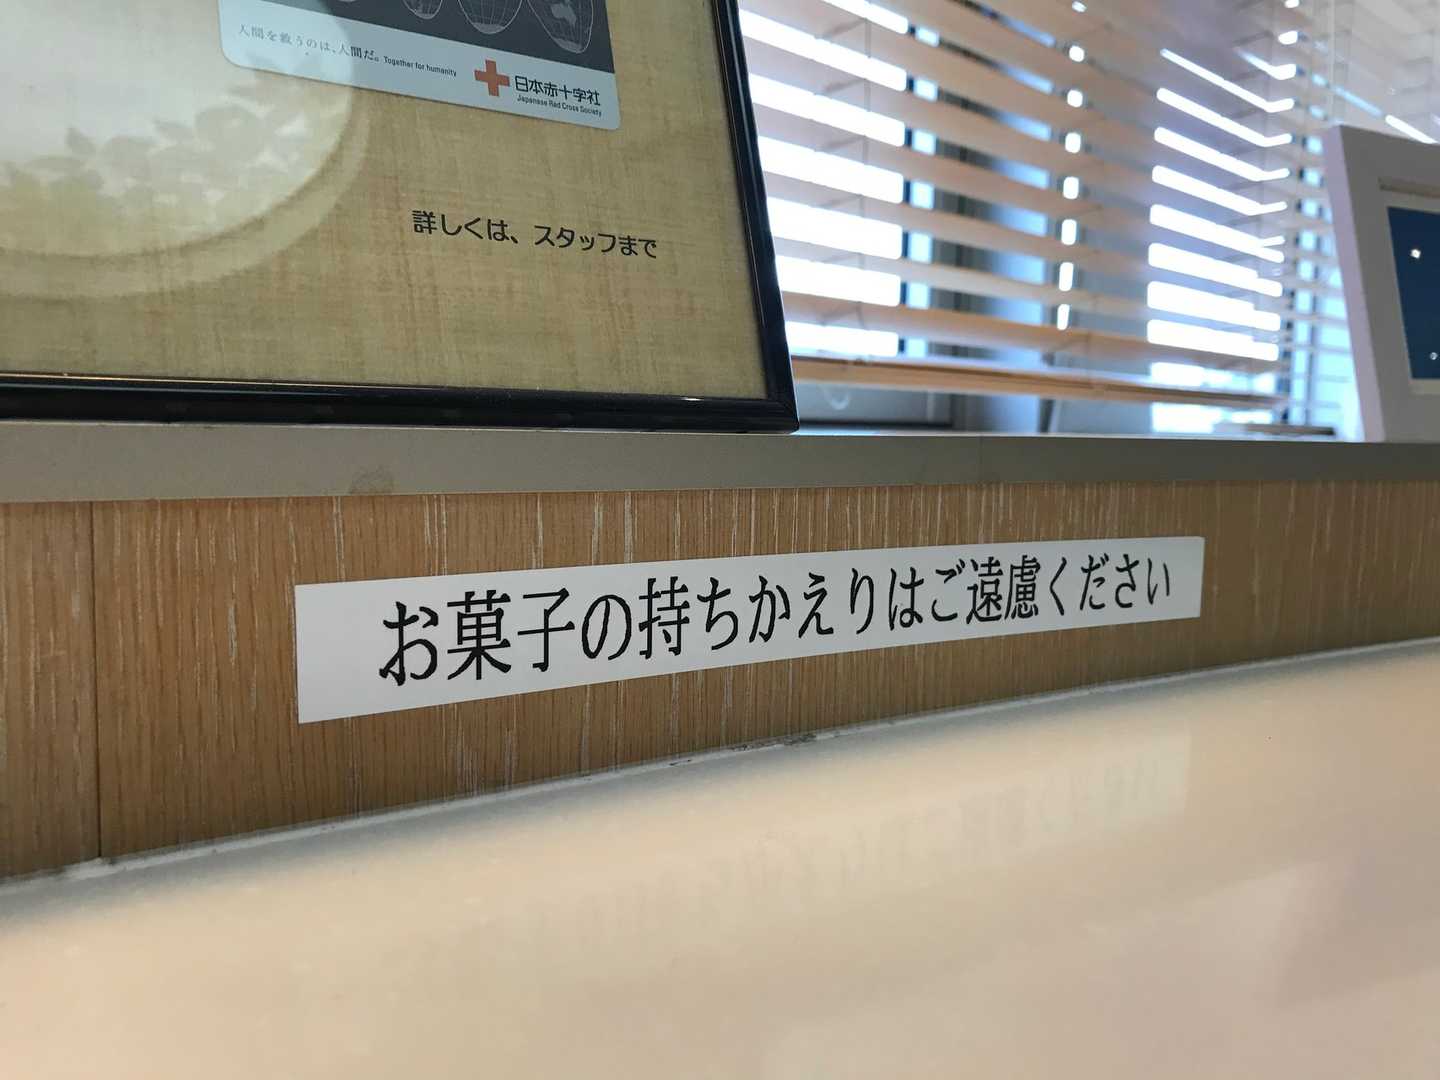 人間を救うのは、人間だ。 Together for humanity
日本赤十字社
Japanese Red Cross Society
詳しくは、スタッフまで
お菓子の持ちかえりはご遠慮ください